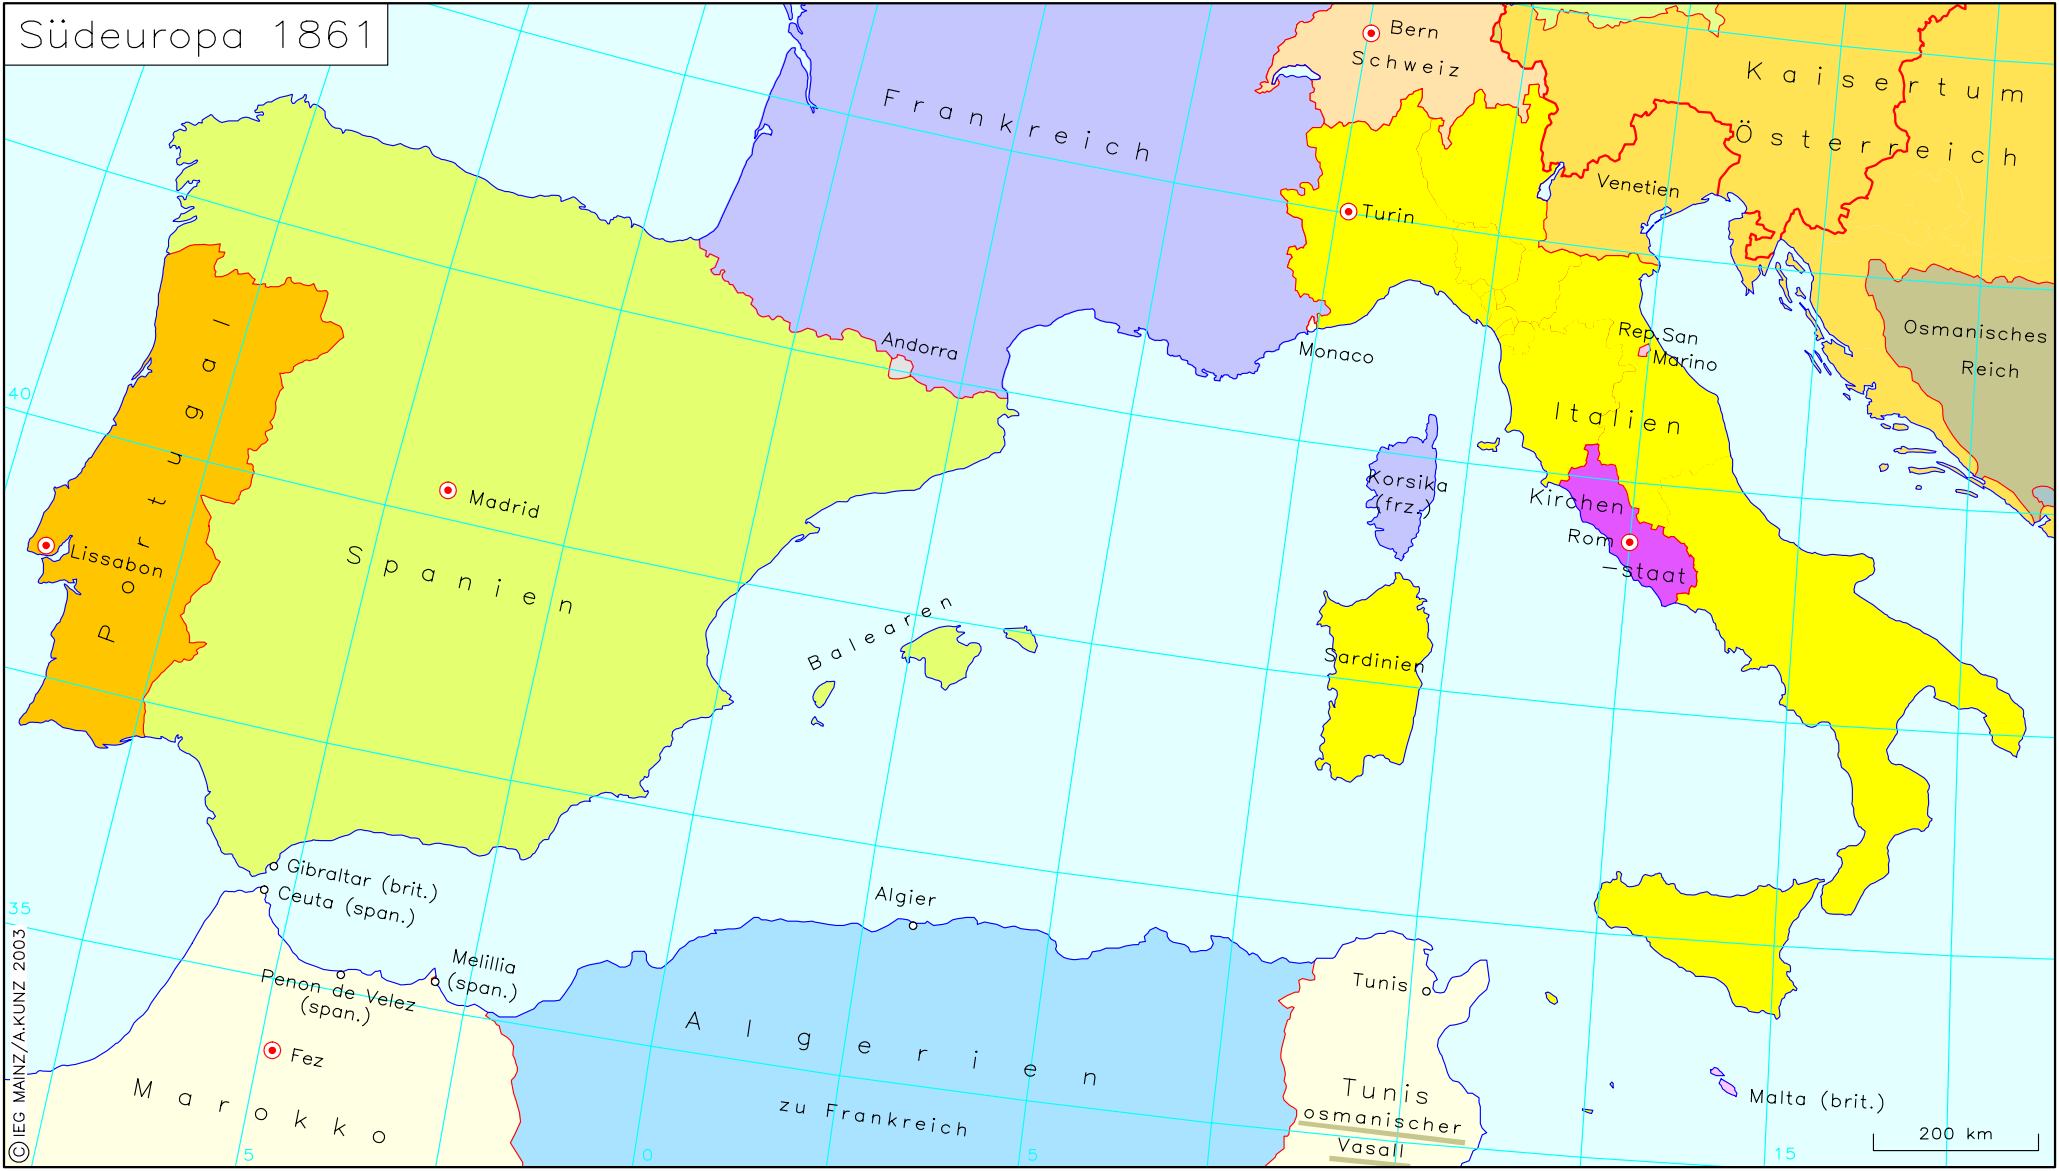 Südeuropa 1861
Bern
Schweiz
Frankreich
Kaisertum
Österreich
Venetien
Turin
Portugal
Andorra
Monaco
Rep.San
Marino
Osmanisches
Reich
Italien
40
Madrid
Korsika
(frz.)
Kirchen
Rom
-staat
Lissabon
Spanien
Balearen
Sardinien
Gibraltar (brit.)
Ceuta (span.)
Algier
35
Melillia
(span.)
Penon de Velez
(span.)
Tunis
Fez
Algerien
Marokko
zu Frankreich
Tunis
osmanischer
Vasall
Malta (brit.)
200 km
5
0
5
15
©IEG MAINZ/A.KUNZ 2003